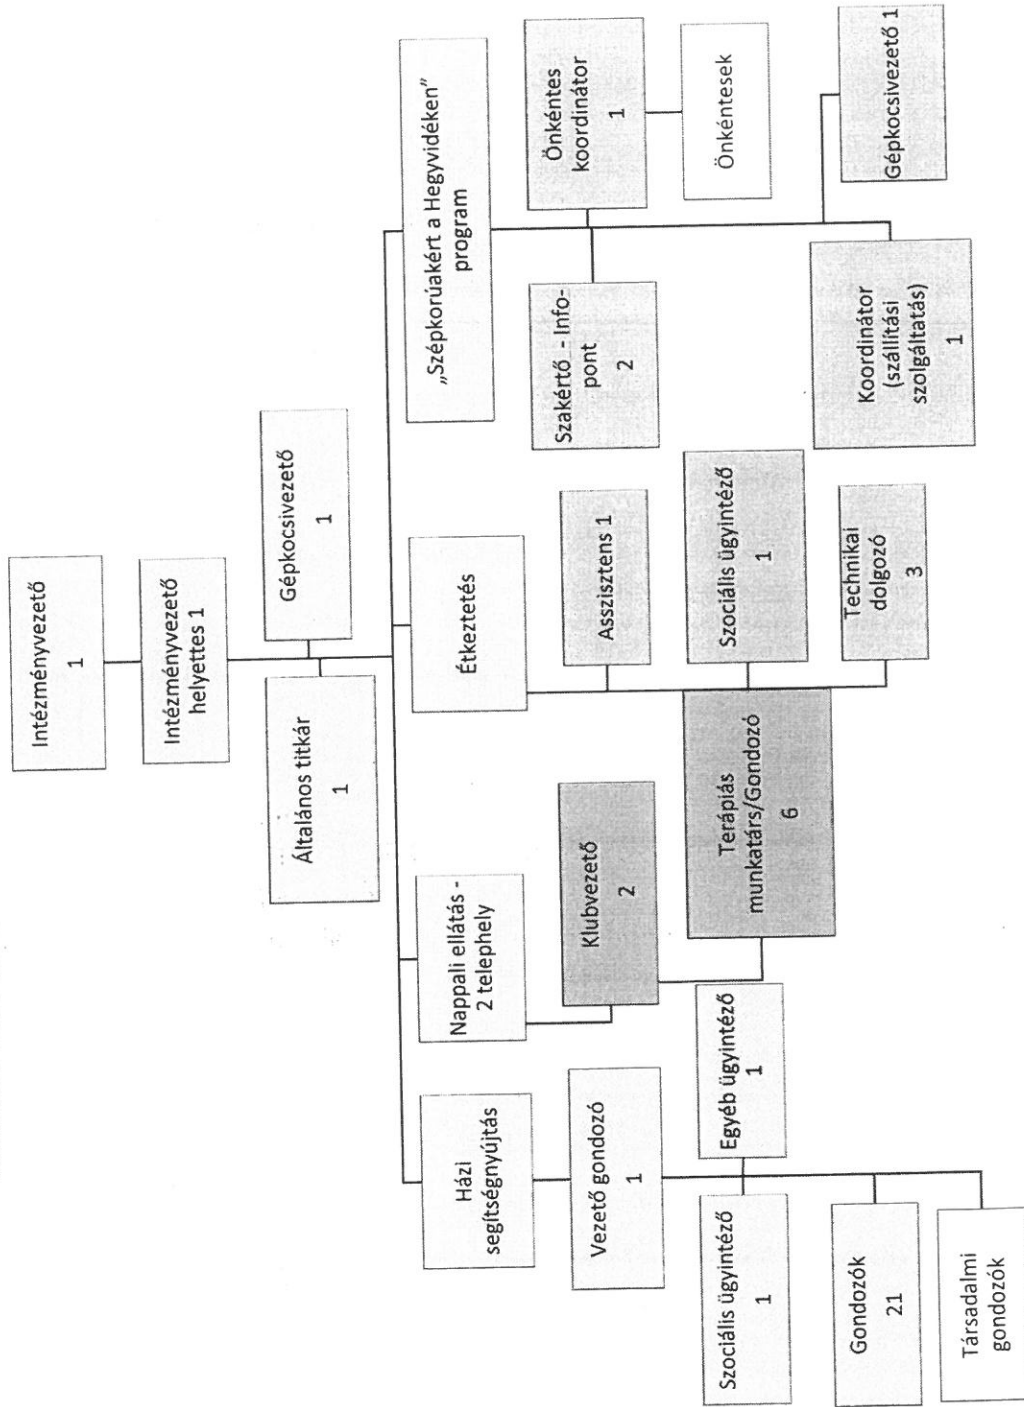 Intézményvezető
1
Intézményvezető
helyettes 1
Gépkocsivezető
1
Általános titkár
1
Házi
segítségnyújtás
Nappali ellátás -
2 telephely
Étkeztetés
„Szépkorúakért a Hegyvidéken”
program
Vezető gondozó
1
Szociális ügyintéző
1
Egyéb ügyintéző
1
Gondozók
21
Társadalmi
gondozók
Klubvezető
2
Terápiás
munkatárs/Gondozó
6
Asszisztens 1
Szociális ügyintéző
1
Technikai
dolgozó
3
Szakértő - Info-
pont
2
Önkéntes
koordinátor
1
Önkéntesek
Koordinátor
(szállítási
szolgáltatás)
1
Gépkocsivezető 1